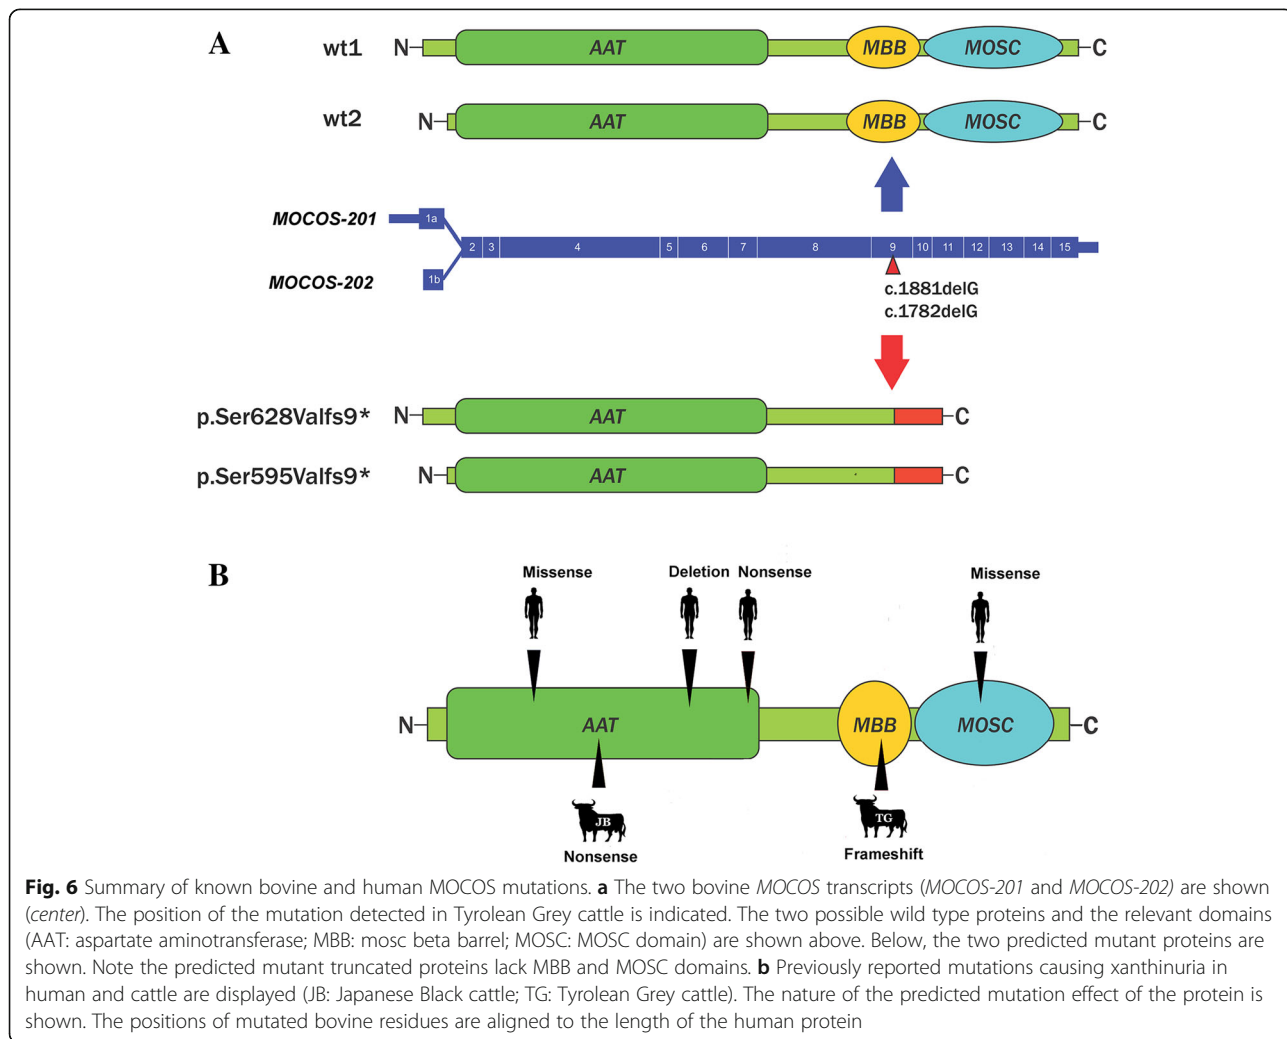 A
wt1 N AAT MBB MOSC C
wt2 N AAT MBB MOSC C
MOCOS-201 1a
2 3 4 5 6 7 8 9 10 11 12 13 14 15
MOCOS-202 1b
c.1881delG
c.1782delG
p.Ser628Valfs9* N AAT C
p.Ser595Valfs9* N AAT C
B
Missense Deletion Nonsense Missense
N AAT MBB MOSC C
JB TG
Nonsense Frameshift
Fig. 6 Summary of known bovine and human MOCOS mutations. a The two bovine MOCOS transcripts (MOCOS-201 and MOCOS-202) are shown
(center). The position of the mutation detected in Tyrolean Grey cattle is indicated. The two possible wild type proteins and the relevant domains
(AAT: aspartate aminotransferase; MBB: mosc beta barrel; MOSC: MOSC domain) are shown above. Below, the two predicted mutant proteins are
shown. Note the predicted mutant truncated proteins lack MBB and MOSC domains. b Previously reported mutations causing xanthinuria in
human and cattle are displayed (JB: Japanese Black cattle; TG: Tyrolean Grey cattle). The nature of the predicted mutation effect of the protein is
shown. The positions of mutated bovine residues are aligned to the length of the human protein